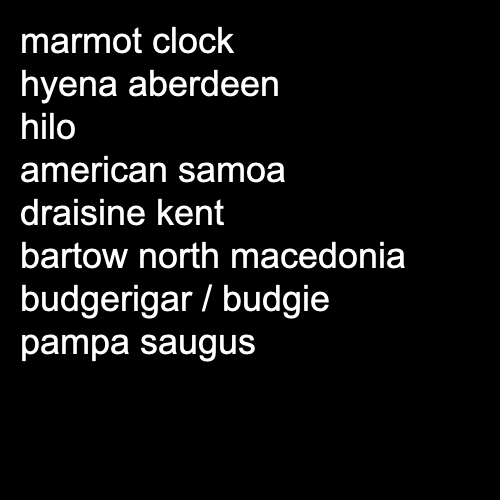 marmot clock
hyena aberdeen
hilo
american samoa
draisine kent
bartow north macedonia
budgerigar / budgie
pampa saugus